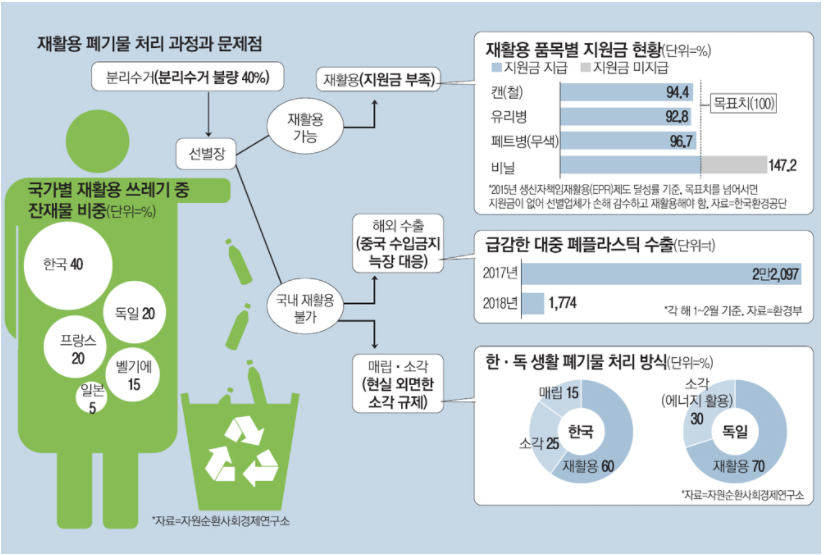 재활용 폐기물 처리 과정과 문제점
분리수거(분리수거 불량 40%)
선별장
재활용
가능
재활용(지원금 부족)
재활용 품목별 지원금 현황(단위=%)
지원금 지급
지원금 미지급
캔(철)
94.4
유리병
92.8
페트병(무색)
96.7
비닐
147.2
목표치(100)
*2015년 생산자책임재활용(EPR)제도 달성률 기준. 목표치를 넘어서면
지원금이 없어 선별업체가 손해 감수하고 재활용해야 함. 자료=한국환경공단
국가별 재활용 쓰레기 중
잔재물 비중(단위=%)
한국 40
독일 20
프랑스
20
벨기에
15
일본
5
국내 재활용
불가
해외 수출
(중국 수입금지
늑장 대응)
급감한 대중 폐플라스틱 수출(단위=t)
2017년
2만2,097
2018년
1,774
*각 해 1~2월 기준. 자료=환경부
매립·소각
(현실 외면한
소각 규제)
한·독 생활 폐기물 처리 방식(단위=%)
매립 15
소각 25
한국
재활용 60
소각
(에너지 활용)
30
독일
재활용 70
*자료=자원순환사회경제연구소
*자료=자원순환사회경제연구소